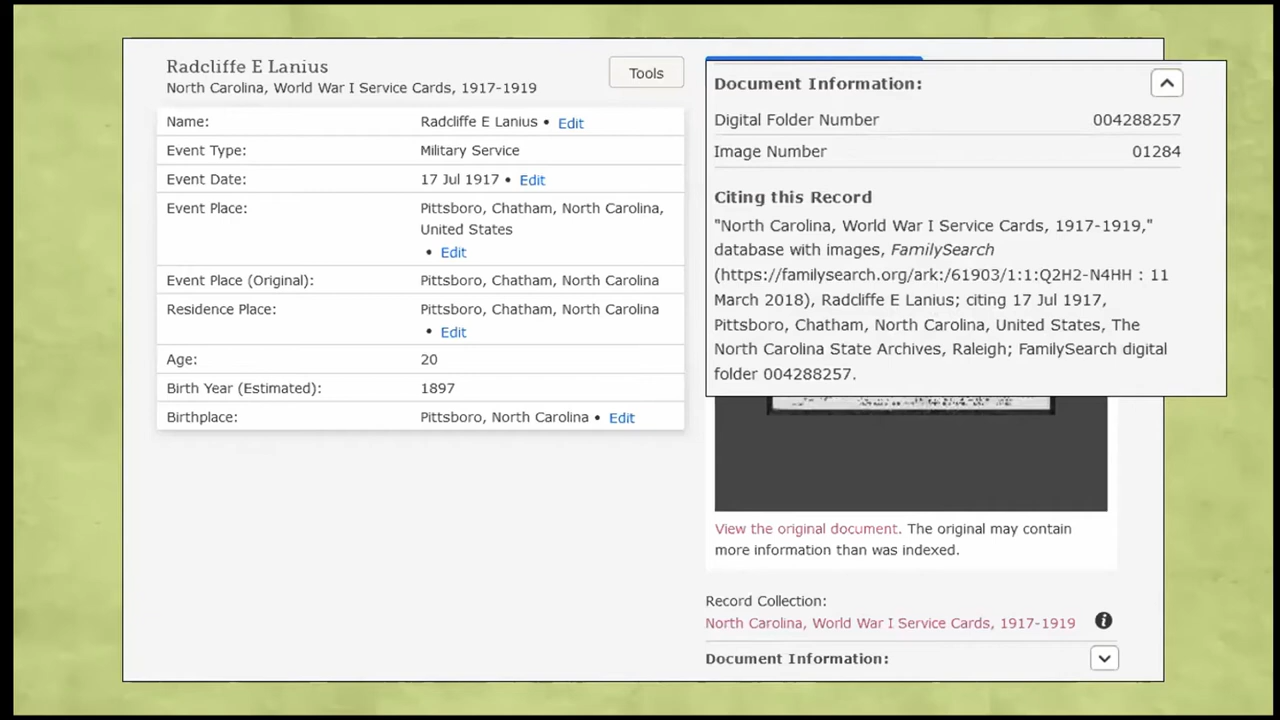 Radcliffe E Lanius
North Carolina, World War I Service Cards, 1917-1919
Tools
Name: Radcliffe E Lanius • Edit
Event Type: Military Service
Event Date: 17 Jul 1917 • Edit
Event Place: Pittsboro, Chatham, North Carolina,
United States
• Edit
Event Place (Original): Pittsboro, Chatham, North Carolina
Residence Place: Pittsboro, Chatham, North Carolina
• Edit
Age: 20
Birth Year (Estimated): 1897
Birthplace: Pittsboro, North Carolina • Edit
Document Information:
Digital Folder Number 004288257
Image Number 01284
Citing this Record
"North Carolina, World War I Service Cards, 1917-1919,"
database with images, FamilySearch
(https://familysearch.org/ark:/61903/1:1:Q2H2-N4HH : 11
March 2018), Radcliffe E Lanius; citing 17 Jul 1917,
Pittsboro, Chatham, North Carolina, United States, The
North Carolina State Archives, Raleigh; FamilySearch digital
folder 004288257.
View the original document. The original may contain
more information than was indexed.
Record Collection:
North Carolina, World War I Service Cards, 1917-1919
Document Information: